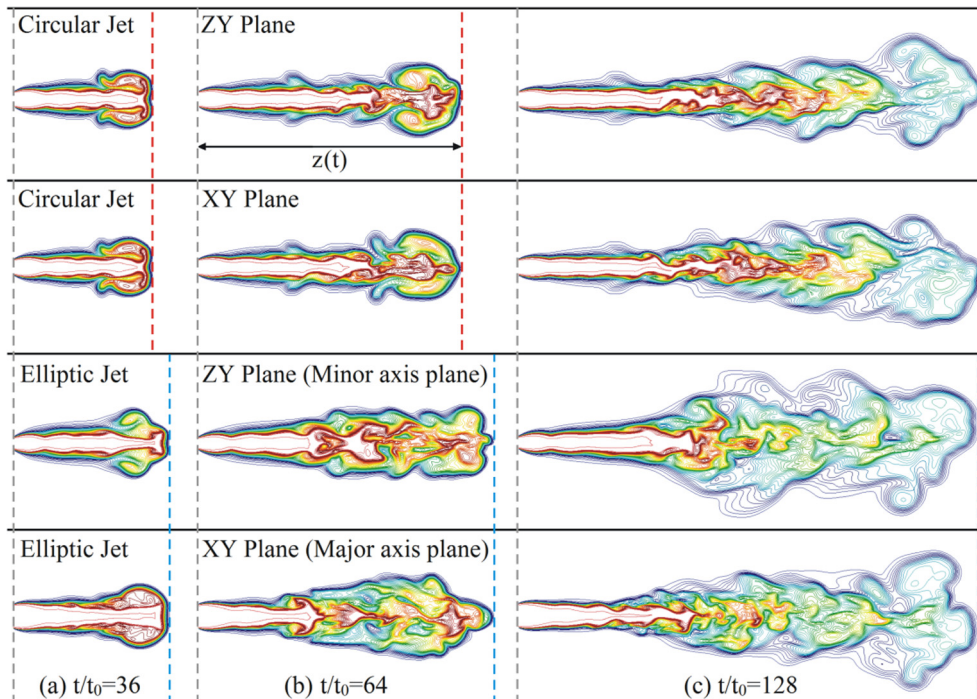 Circular Jet
ZY Plane
z(t)
Circular Jet
XY Plane
Elliptic Jet
ZY Plane (Minor axis plane)
Elliptic Jet
XY Plane (Major axis plane)
(a) t/t₀=36
(b) t/t₀=64
(c) t/t₀=128